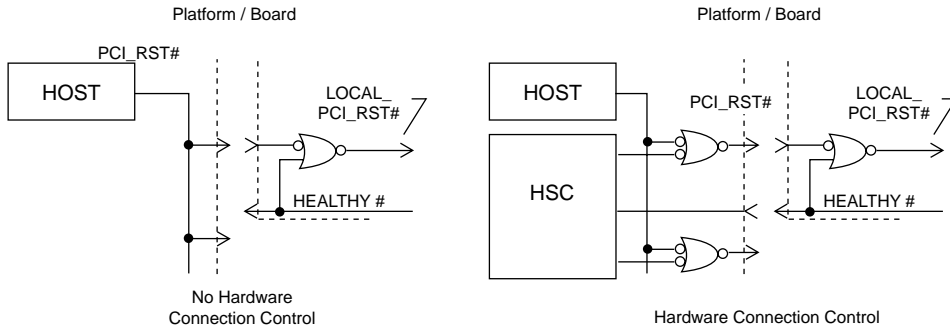 Platform / Board
PCI_RST#
HOST
LOCAL_
PCI_RST#
HEALTHY #
No Hardware
Connection Control
Platform / Board
HOST
PCI_RST#
LOCAL_
PCI_RST#
HSC
HEALTHY #
Hardware Connection Control